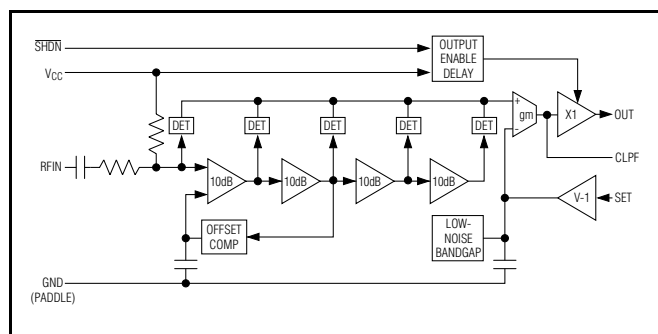 SHDN
VCC
OUTPUT
ENABLE
DELAY
DET
DET
DET
DET
DET
+
gm
-
X1
OUT
CLPF
RFIN
10dB
10dB
10dB
10dB
OFFSET
COMP
LOW-
NOISE
BANDGAP
V-1
SET
GND
(PADDLE)